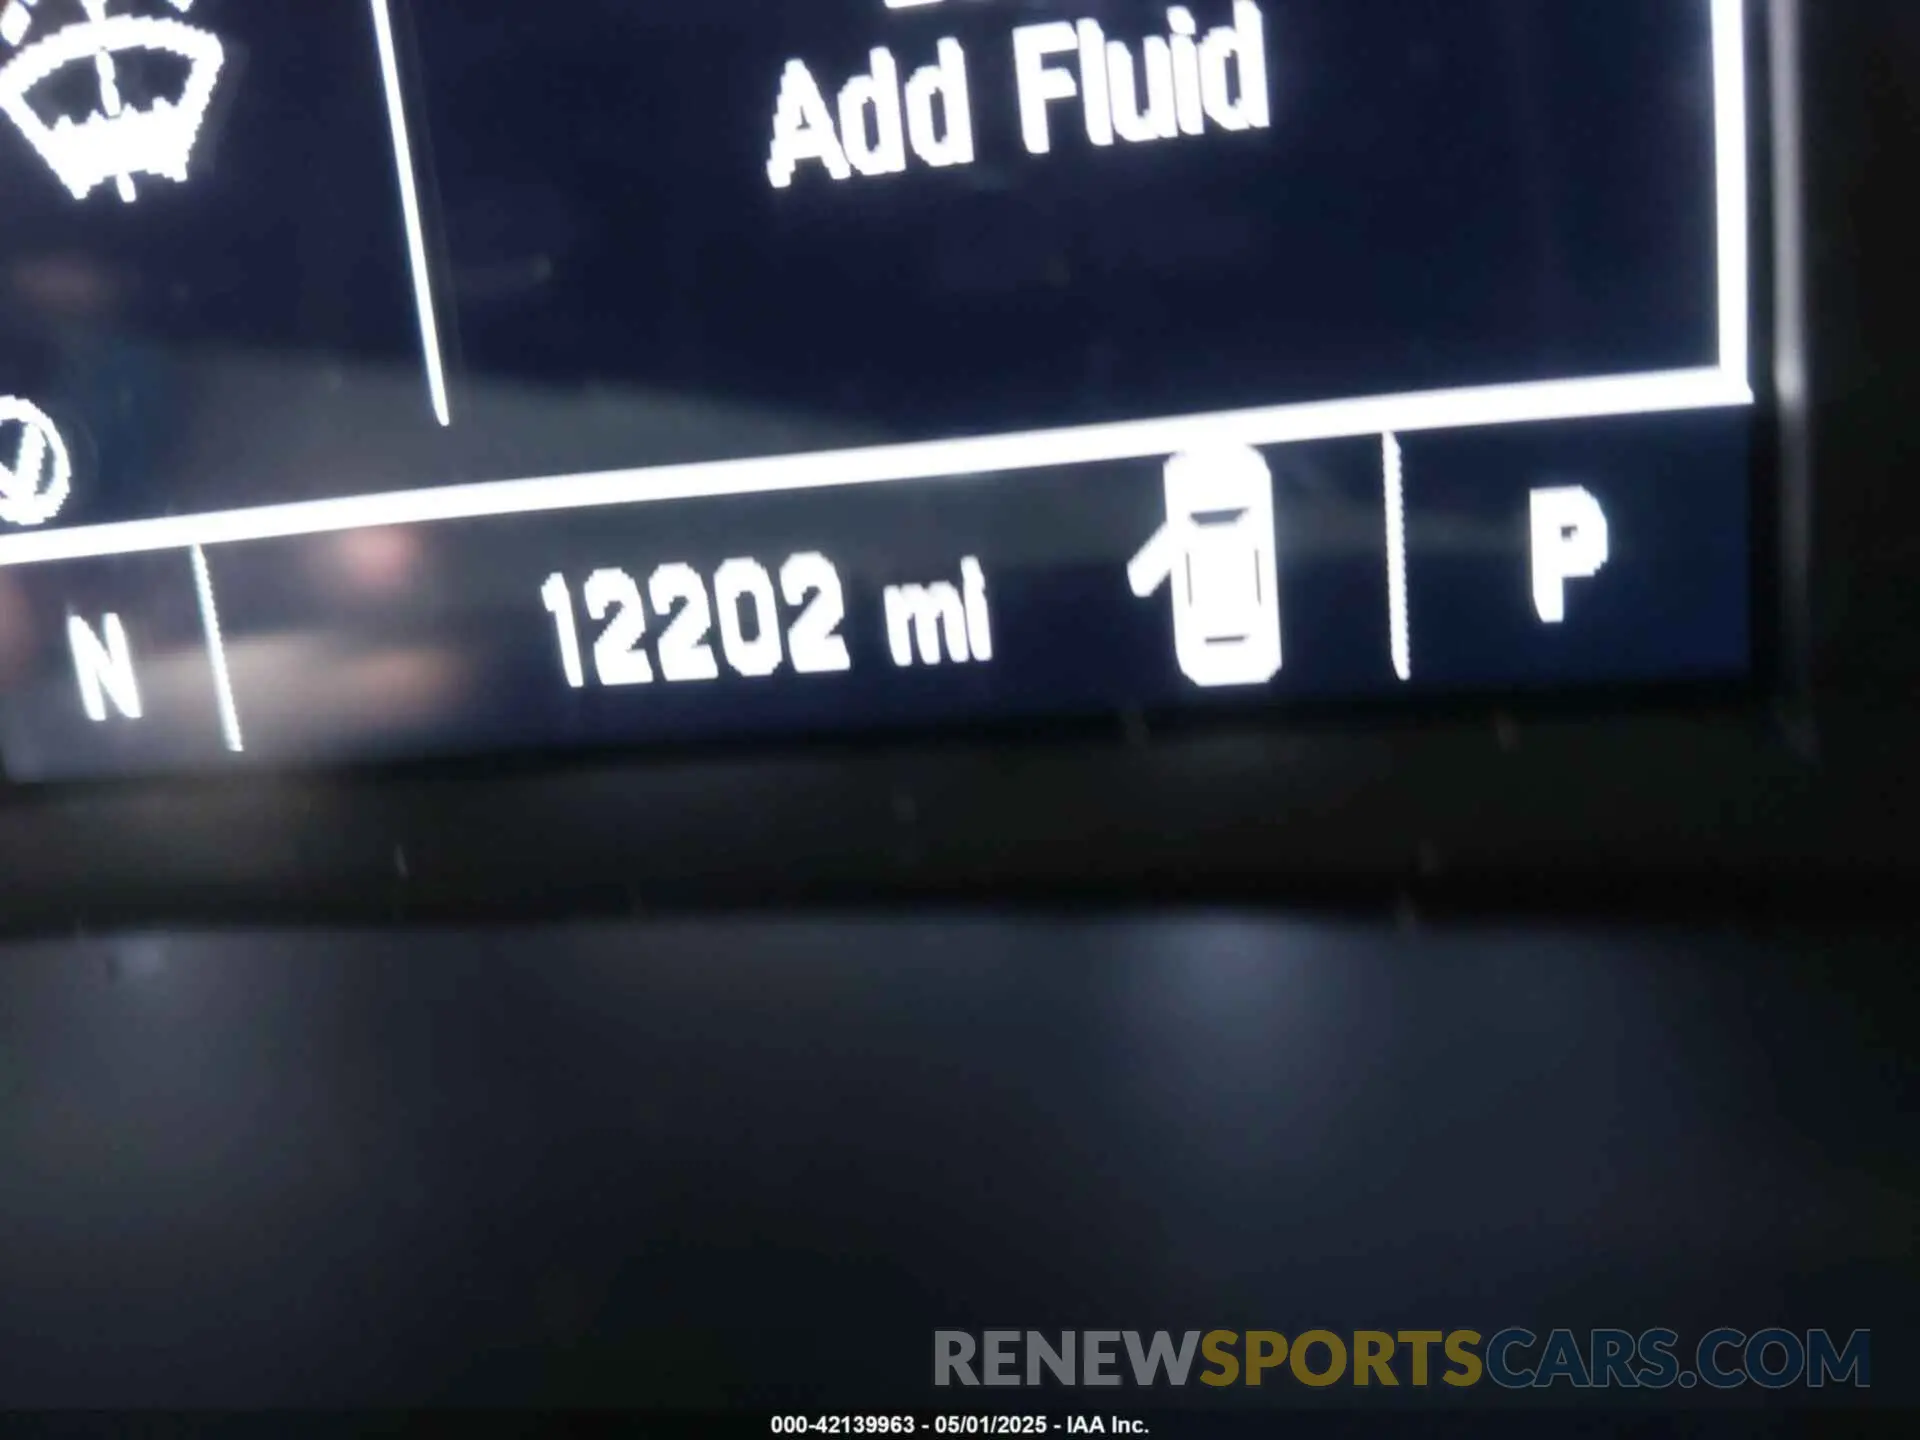 Add Fluid
N 12202 mi P
RENEWSPORTSCARS.COM
000-42139963 - 05/01/2025 - IAA Inc.